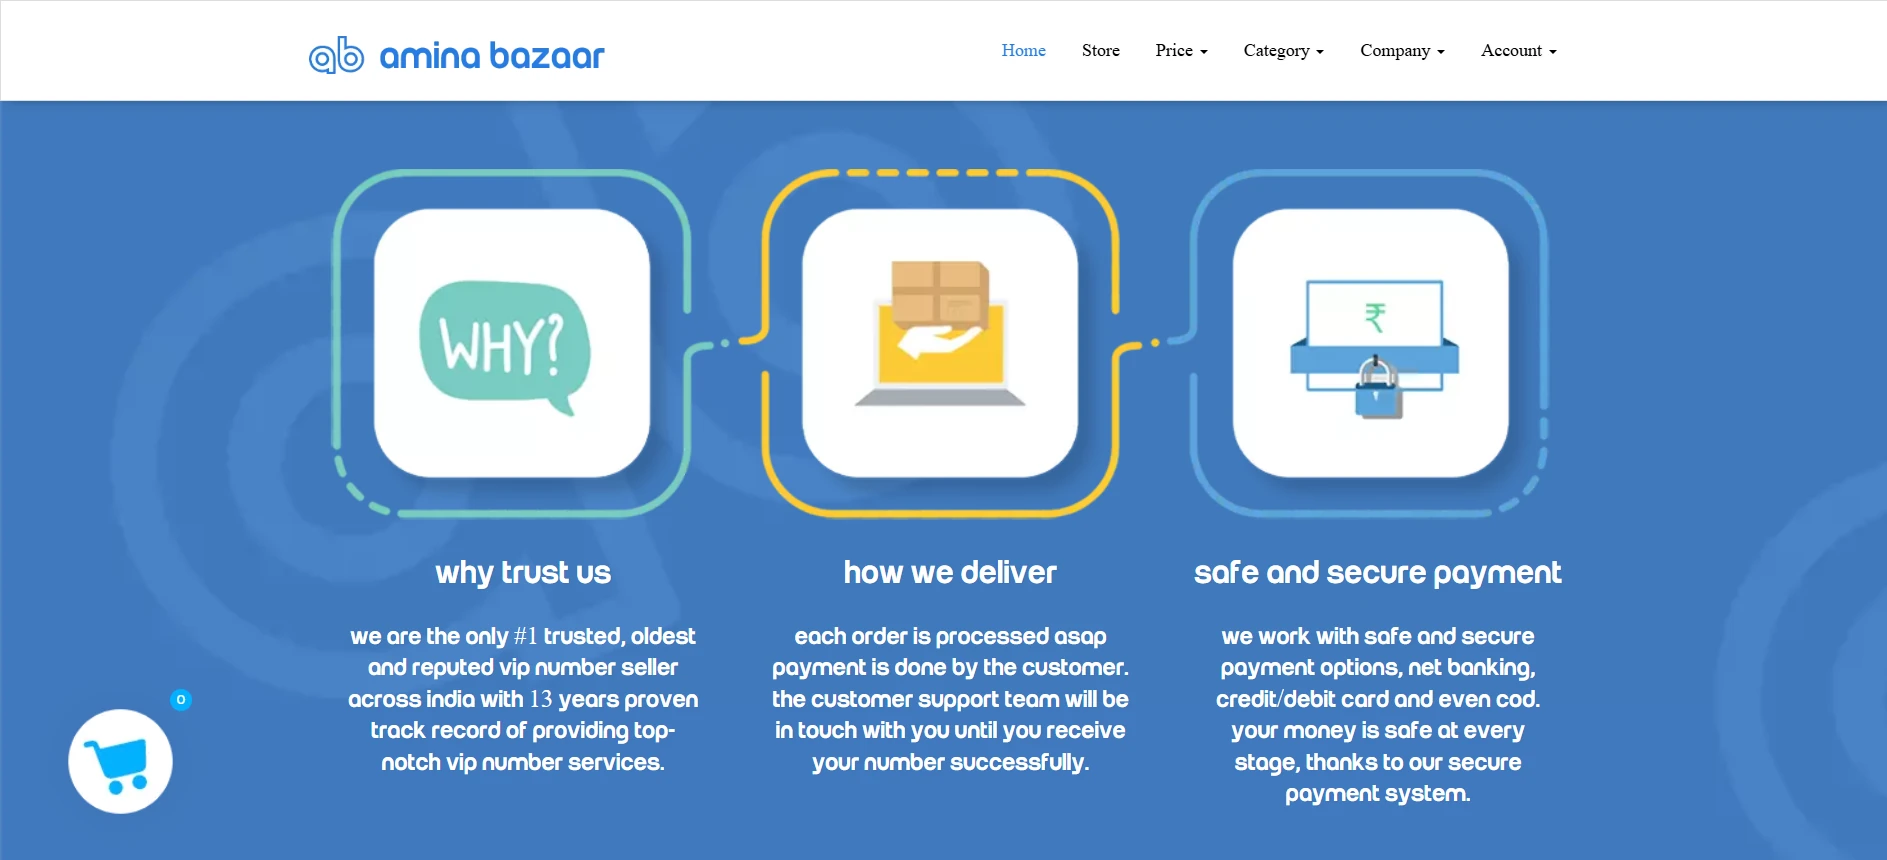 ab amina bazaar
Home Store Price Category Company Account
WHY?
₹
why trust us
we are the only #1 trusted, oldest
and reputed vip number seller
across india with 13 years proven
track record of providing top-
notch vip number services.
how we deliver
each order is processed asap
payment is done by the customer.
the customer support team will be
in touch with you until you receive
your number successfully.
safe and secure payment
we work with safe and secure
payment options, net banking,
credit/debit card and even cod.
your money is safe at every
stage, thanks to our secure
payment system.
0